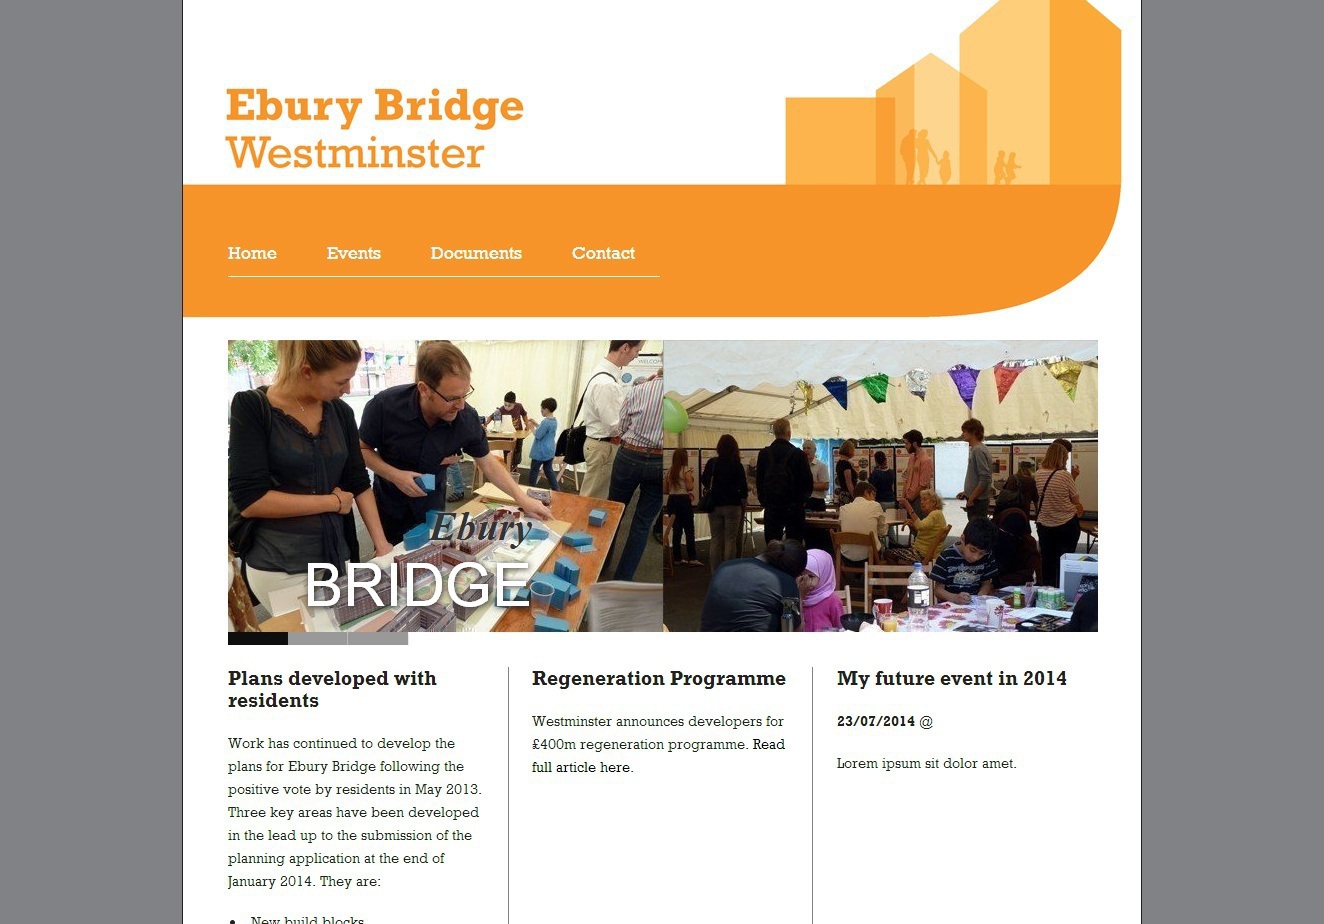 Ebury Bridge
Westminster
Home Events Documents Contact
Ebury
BRIDGE
Plans developed with
residents
Work has continued to develop the
plans for Ebury Bridge following the
positive vote by residents in May 2013.
Three key areas have been developed
in the lead up to the submission of the
planning application at the end of
January 2014. They are:
• New build blocks
Regeneration Programme
Westminster announces developers for
£400m regeneration programme. Read
full article here.
My future event in 2014
23/07/2014 @
Lorem ipsum sit dolor amet.